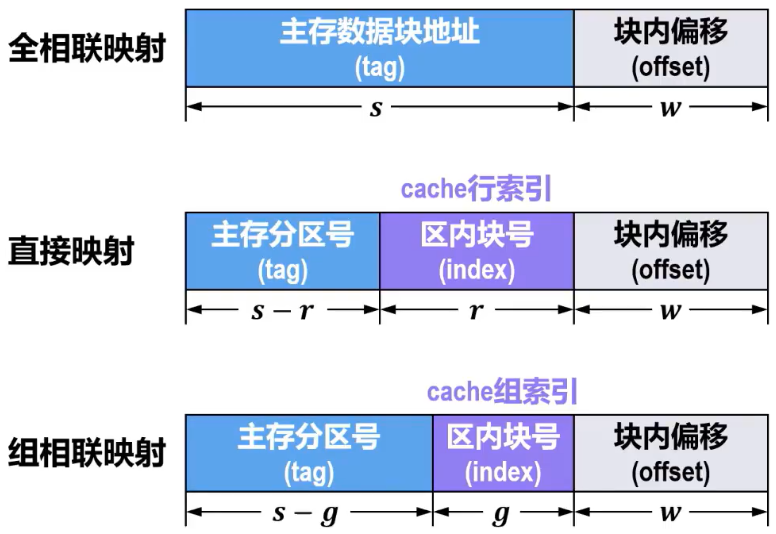 全相联映射
主存数据块地址
(tag)
块内偏移
(offset)
s
w
cache行索引
直接映射
主存分区号
(tag)
区内块号
(index)
块内偏移
(offset)
s − r
r
w
cache组索引
组相联映射
主存分区号
(tag)
区内块号
(index)
块内偏移
(offset)
s − g
g
w